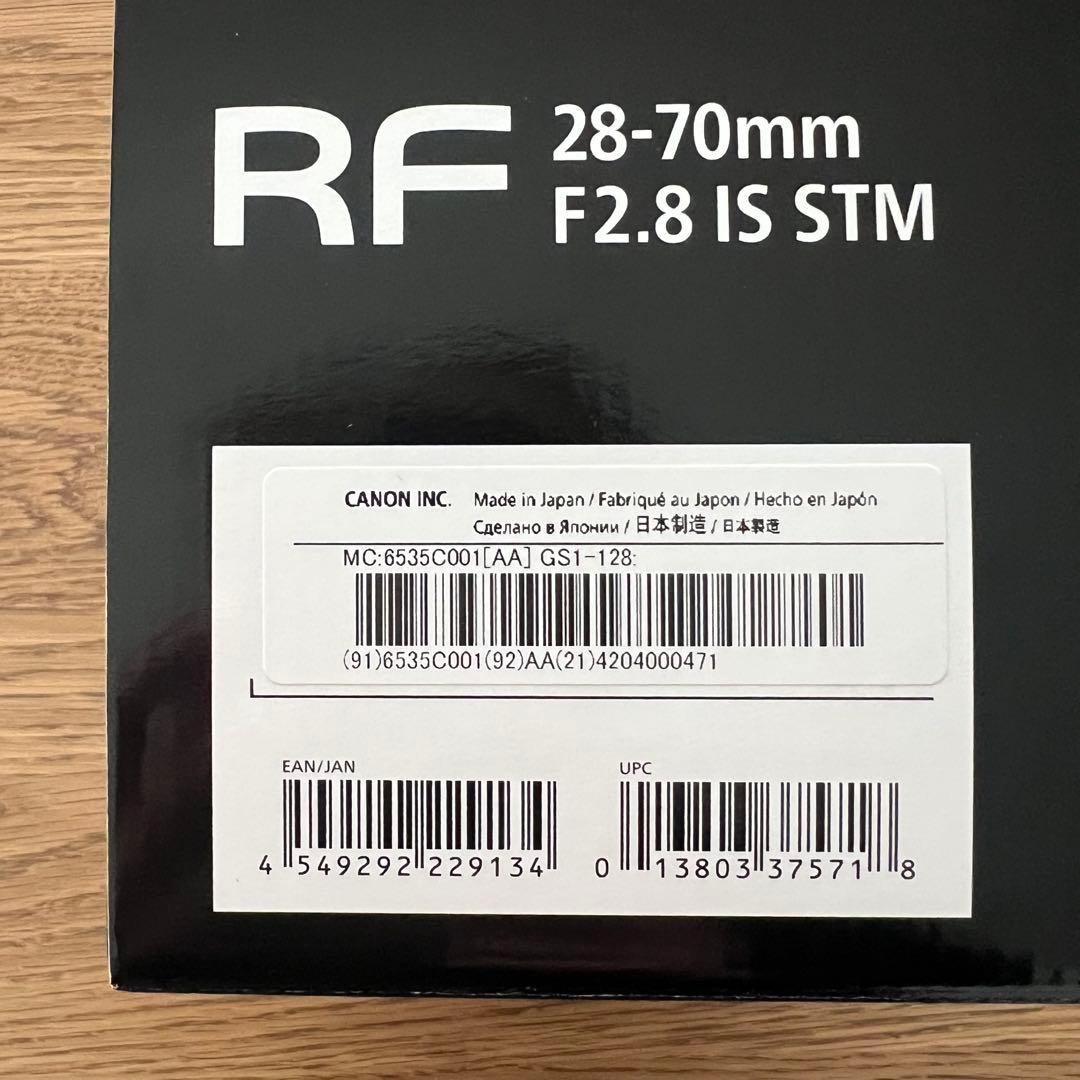 RF 28-70mm
F2.8 IS STM
CANON INC. Made in Japan / Fabriqué au Japon / Hecho en Japón
Сделано в Японии / 日本制造 / 日本製造
MC:6535C001[AA] GS1-128:
(91)6535C001(92)AA(21)4204000471
EAN/JAN
4 549292 229134
UPC
0 13803 37571 8